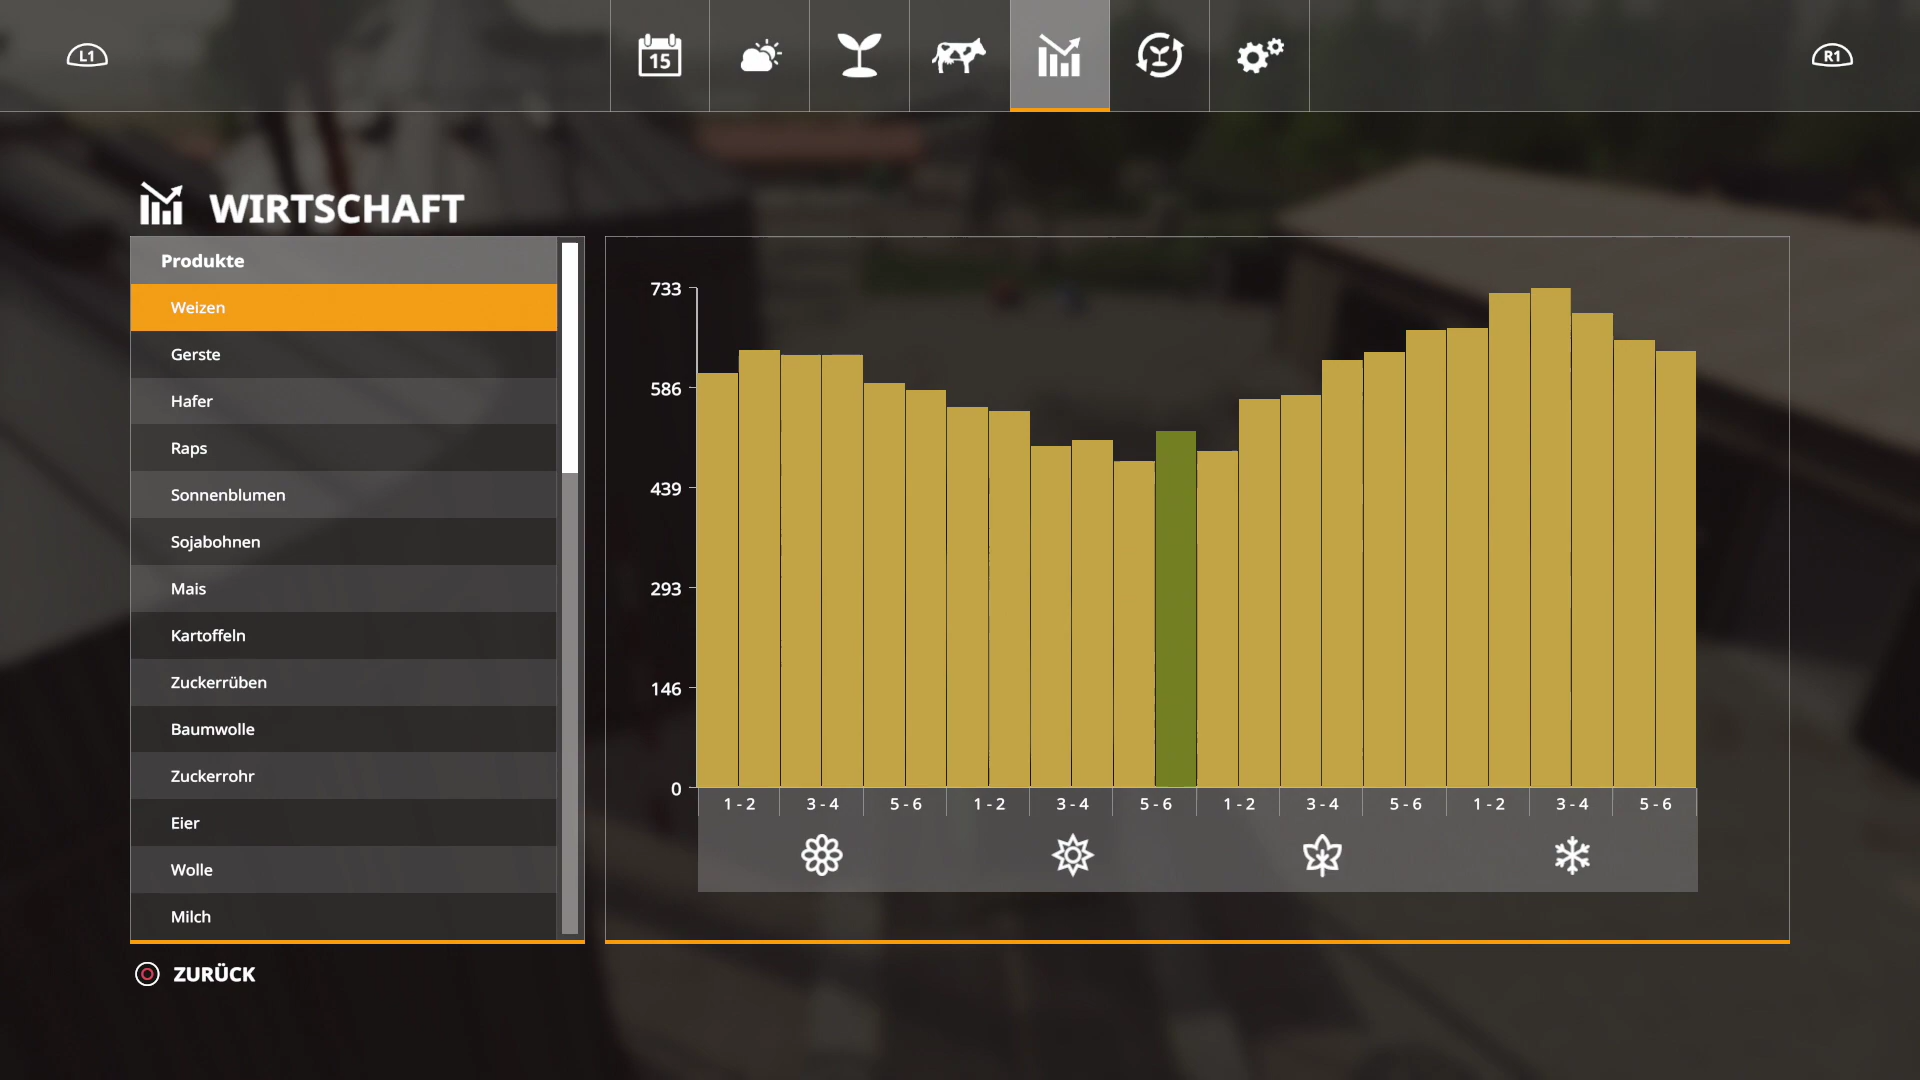 L1
15
R1
WIRTSCHAFT
Produkte
Weizen
Gerste
Hafer
Raps
Sonnenblumen
Sojabohnen
Mais
Kartoffeln
Zuckerrüben
Baumwolle
Zuckerrohr
Eier
Wolle
Milch
733
586
439
293
146
0
1 - 2 3 - 4 5 - 6 1 - 2 3 - 4 5 - 6 1 - 2 3 - 4 5 - 6 1 - 2 3 - 4 5 - 6
ZURÜCK